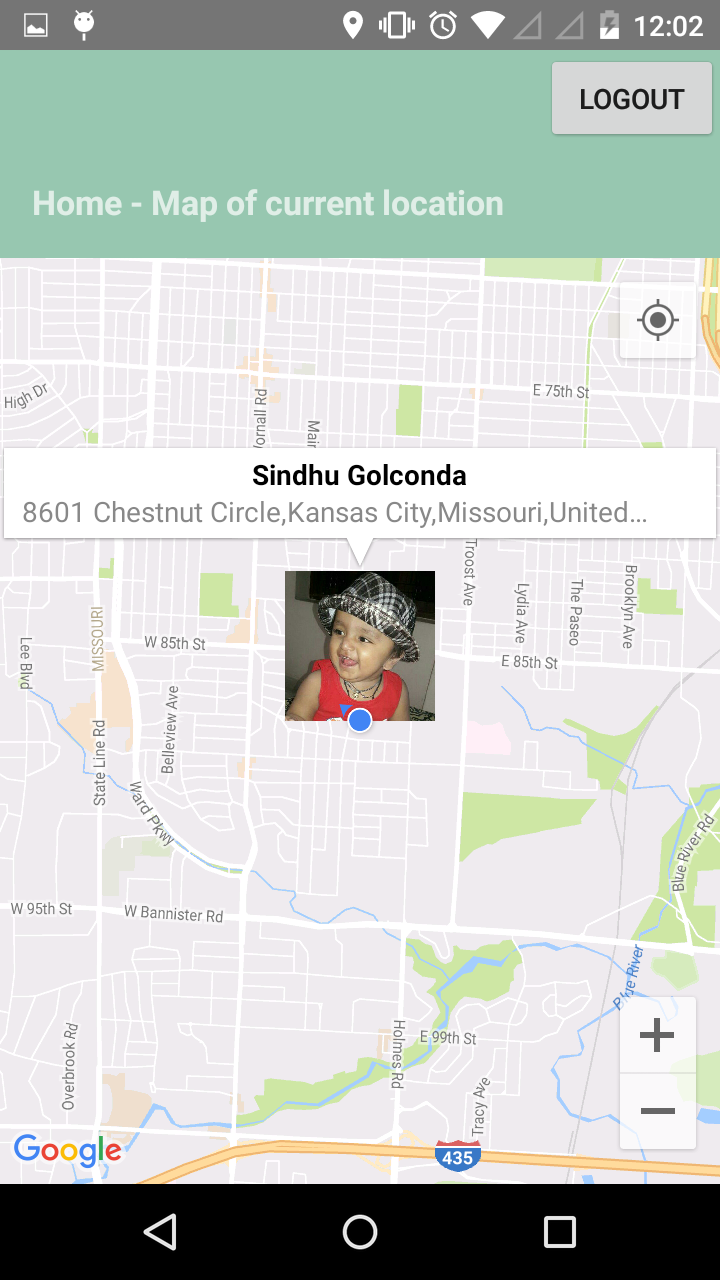 12:02
LOGOUT
Home - Map of current location
E 75th St
High Dr
Wornall Rd
Sindhu Golconda
8601 Chestnut Circle,Kansas City,Missouri,United...
Troost Ave
Lydia Ave
The Paseo
Brooklyn Ave
MISSOURI
Lee Blvd
W 85th St
E 85th St
Belleview Ave
State Line Rd
Ward Pkwy
Blue River Rd
W 95th St
W Bannister Rd
Blue River
Overbrook Rd
Holmes Rd
E 99th St
Tracy Ave
Google
435